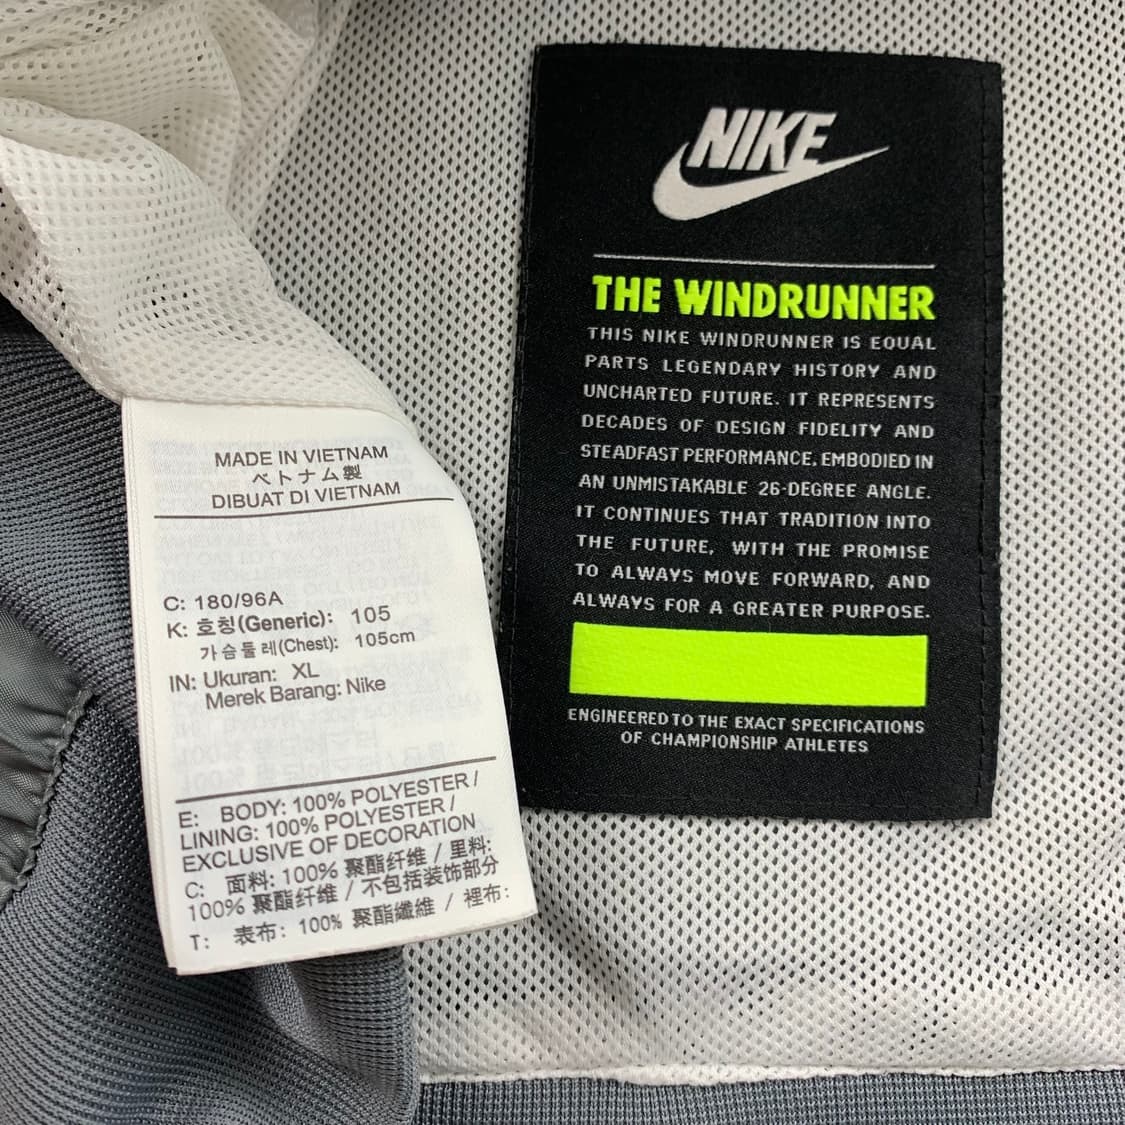 NIKE
THE WINDRUNNER
THIS NIKE WINDRUNNER IS EQUAL
PARTS LEGENDARY HISTORY AND
UNCHARTED FUTURE. IT REPRESENTS
DECADES OF DESIGN FIDELITY AND
STEADFAST PERFORMANCE, EMBODIED IN
AN UNMISTAKABLE 26-DEGREE ANGLE.
IT CONTINUES THAT TRADITION INTO
THE FUTURE, WITH THE PROMISE
TO ALWAYS MOVE FORWARD, AND
ALWAYS FOR A GREATER PURPOSE.
ENGINEERED TO THE EXACT SPECIFICATIONS
OF CHAMPIONSHIP ATHLETES
MADE IN VIETNAM
ベトナム製
DIBUAT DI VIETNAM
C: 180/96A
K: 호칭(Generic): 105
가슴둘레(Chest): 105cm
IN: Ukuran: XL
Merek Barang: Nike
E: BODY: 100% POLYESTER /
LINING: 100% POLYESTER /
EXCLUSIVE OF DECORATION
C: 面料: 100% 聚酯纤维 / 里料:
100% 聚酯纤维 / 不包括装饰部分
T: 表布: 100% 聚酯纖維 / 裡布: